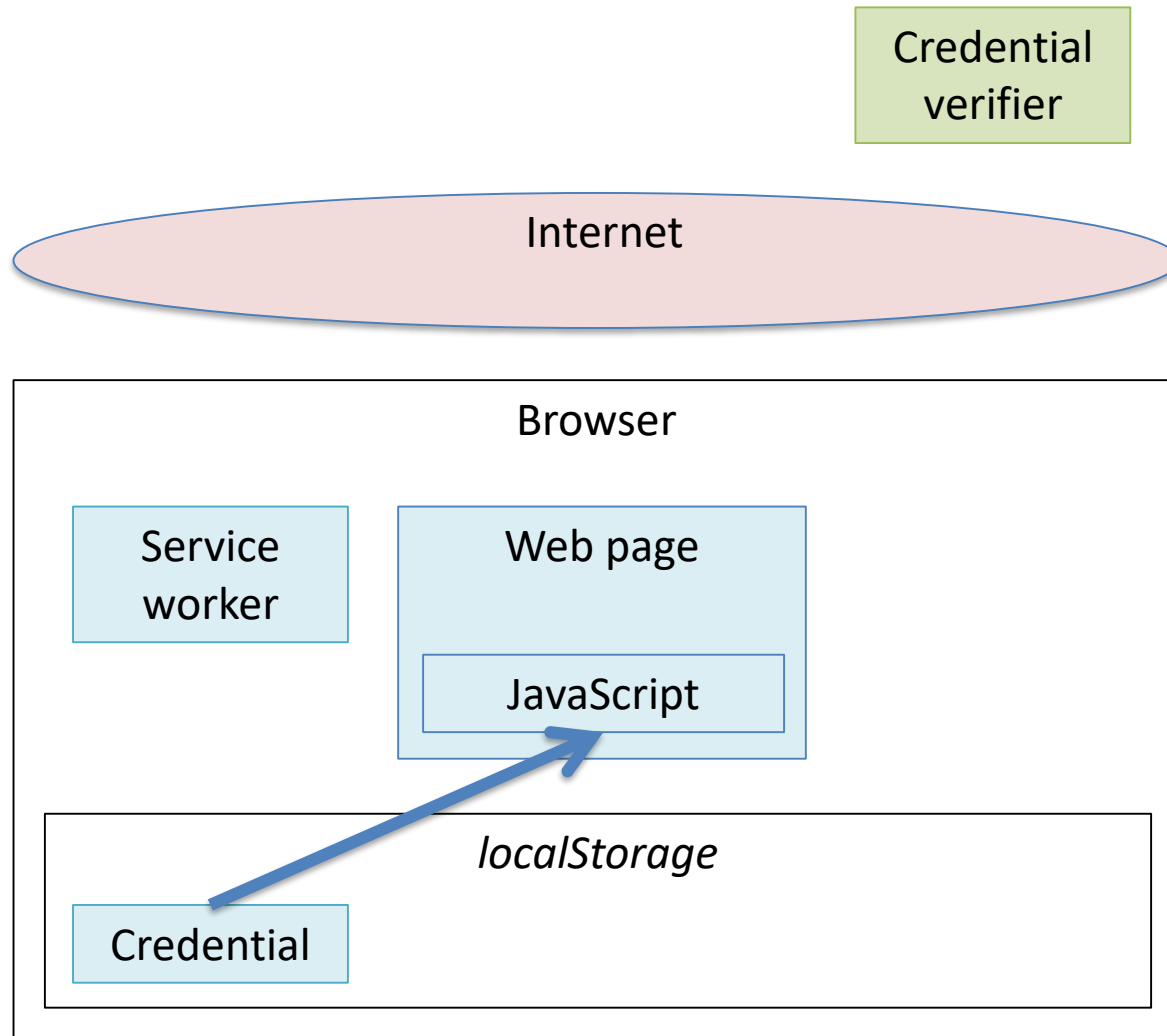 Credential
verifier
Internet
Browser
Service
worker
Web page
JavaScript
localStorage
Credential